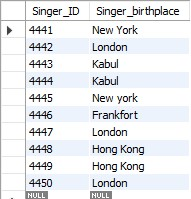 Singer_ID Singer_birthplace
4441 New York
4442 London
4443 Kabul
4444 Kabul
4445 New york
4446 Frankfort
4447 London
4448 Hong Kong
4449 Hong Kong
4450 London
NULL NULL